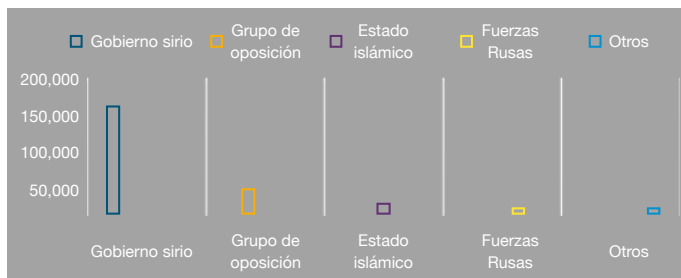 Gobierno sirio
Grupo de
oposición
Estado
islámico
Fuerzas
Rusas
Otros
200,000
150,000
100,000
50,000
Gobierno sirio
Grupo de
oposición
Estado
islámico
Fuerzas
Rusas
Otros